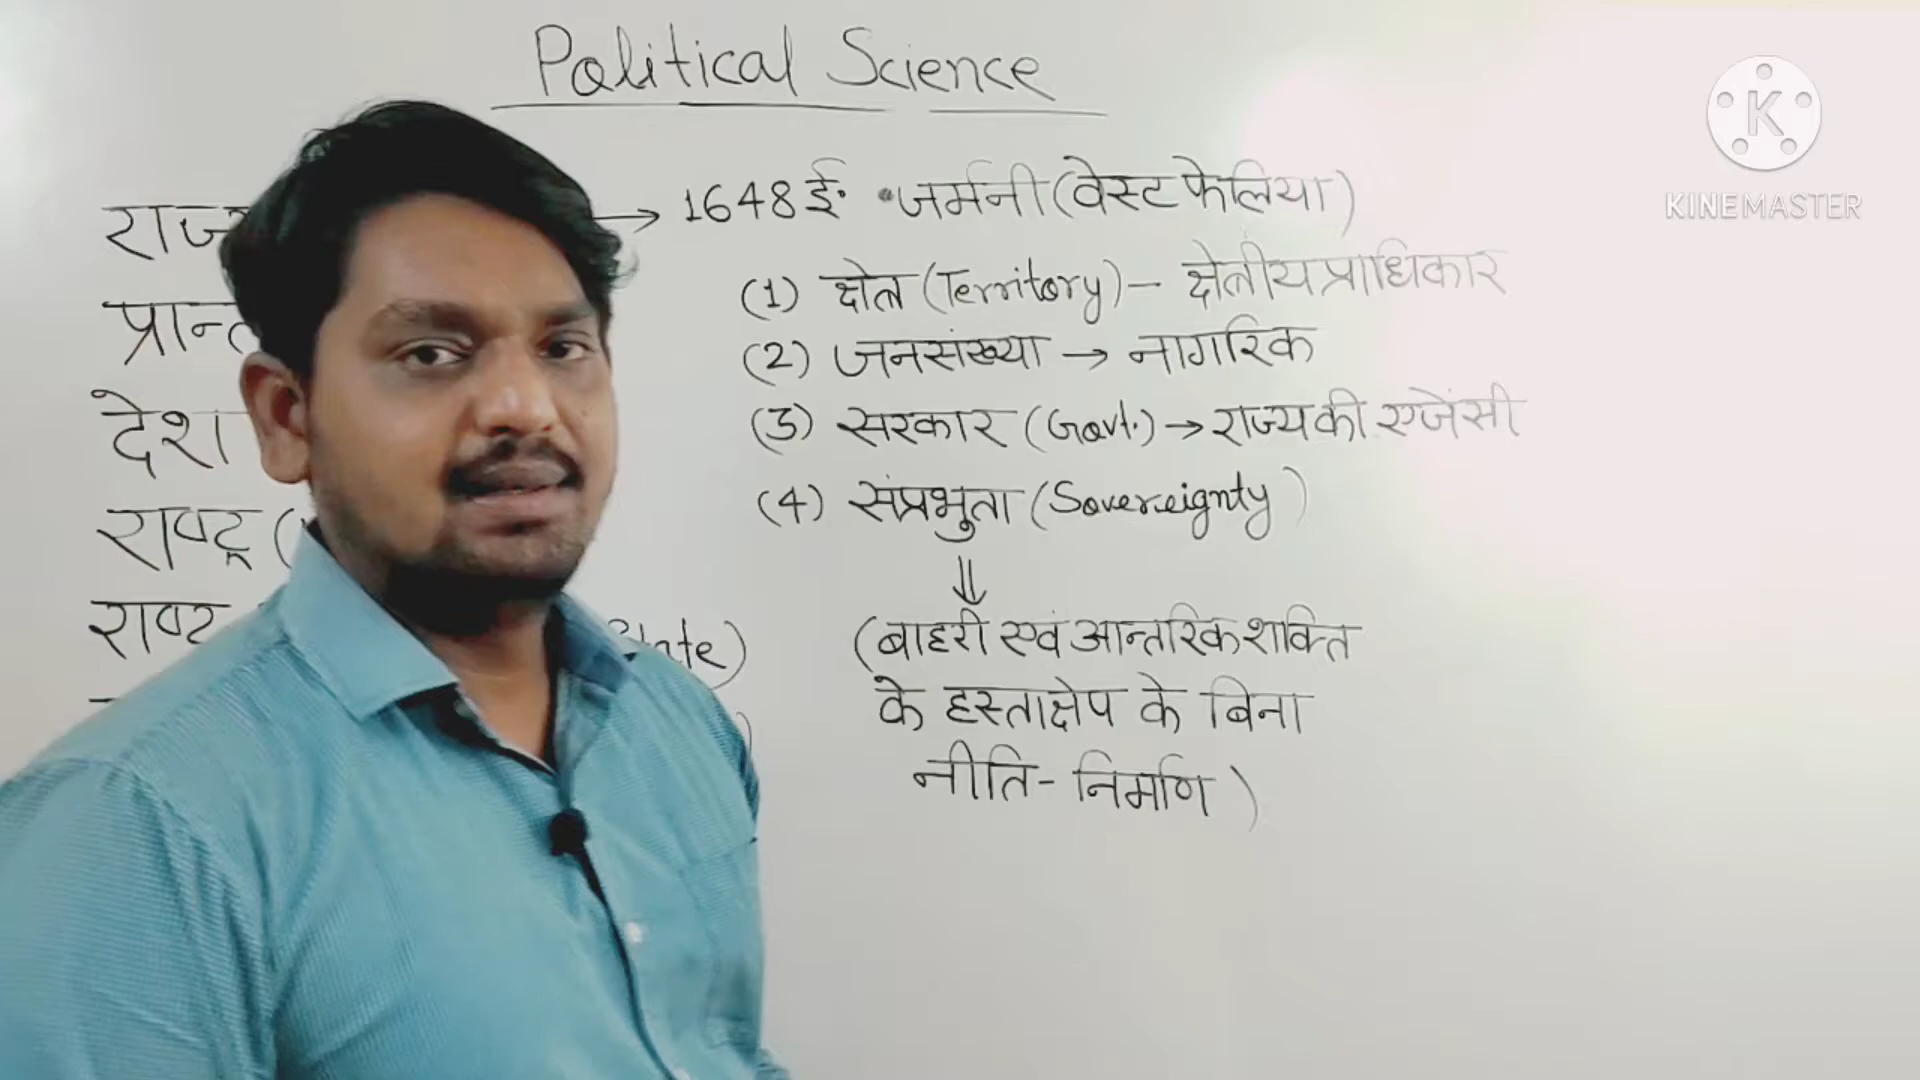 Political Science
→ 1648 ई. जर्मनी (वेस्टफेलिया)
(1) क्षेत्र (Territory) - क्षेत्रीय प्राधिकार
(2) जनसंख्या → नागरिक
(3) सरकार (Govt.) → राज्य की एजेंसी
(4) संप्रभुता (Sovereignty)
⇓
(बाहरी एवं आन्तरिक शक्ति
के हस्ताक्षेप के बिना
नीति - निर्माण)
देश
राष्ट्र (
KINEMASTER